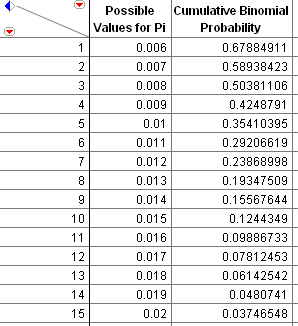 Possible Values for Pi Cumulative Binomial Probability
1 0.006 0.67884911
2 0.007 0.58938423
3 0.008 0.50381106
4 0.009 0.4248791
5 0.01 0.35410395
6 0.011 0.29206619
7 0.012 0.23868998
8 0.013 0.19347509
9 0.014 0.15567644
10 0.015 0.1244349
11 0.016 0.09886733
12 0.017 0.07812453
13 0.018 0.06142542
14 0.019 0.0480741
15 0.02 0.03746548